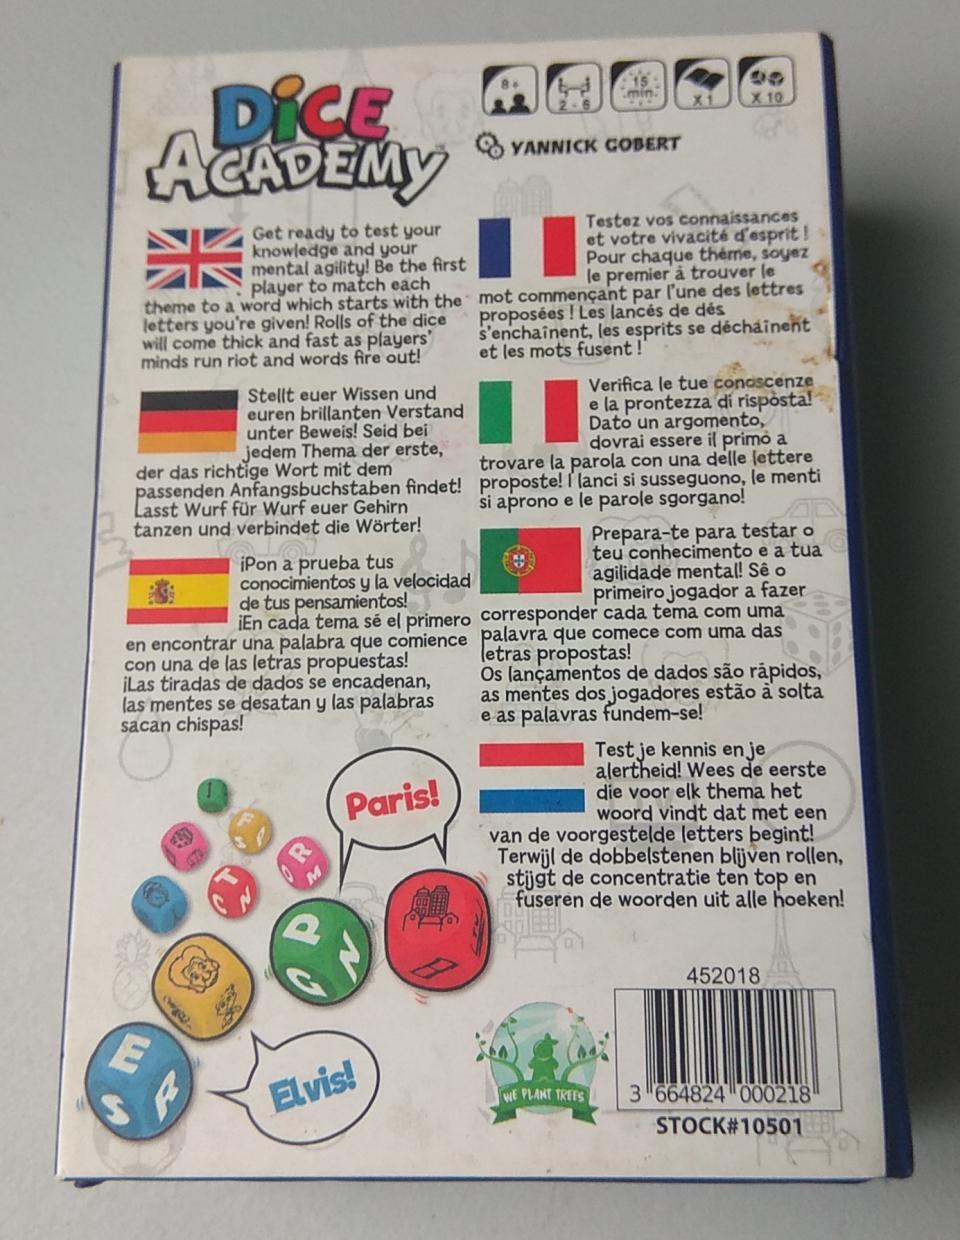 DiCE
ACADEMY™
8+
2 - 6
15
min.
X 1
X 10
YANNICK GOBERT
Get ready to test your
knowledge and your
mental agility! Be the first
player to match each
theme to a word which starts with the
letters you're given! Rolls of the dice
will come thick and fast as players'
minds run riot and words fire out!
Testez vos connaissances
et votre vivacité d'esprit !
Pour chaque thème, soyez
le premier à trouver le
mot commençant par l'une des lettres
proposées ! Les lancés de dés
s'enchaînent, les esprits se déchaînent
et les mots fusent !
Stellt euer Wissen und
euren brillanten Verstand
unter Beweis! Seid bei
jedem Thema der erste,
der das richtige Wort mit dem
passenden Anfangsbuchstaben findet!
Lasst Wurf für Wurf euer Gehirn
tanzen und verbindet die Wörter!
Verifica le tue conoscenze
e la prontezza di risposta!
Dato un argomento,
dovrai essere il primo a
trovare la parola con una delle lettere
proposte! I lanci si susseguono, le menti
si aprono e le parole sgorgano!
¡Pon a prueba tus
conocimientos y la velocidad
de tus pensamientos!
¡En cada tema sé el primero
en encontrar una palabra que comience
con una de las letras propuestas!
¡Las tiradas de dados se encadenan,
las mentes se desatan y las palabras
sacan chispas!
Prepara-te para testar o
teu conhecimento e a tua
agilidade mental! Sê o
primeiro jogador a fazer
corresponder cada tema com uma
palavra que comece com uma das
letras propostas!
Os lançamentos de dados são rápidos,
as mentes dos jogadores estão à solta
e as palavras fundem-se!
Test je kennis en je
alertheid! Wees de eerste
die voor elk thema het
woord vindt dat met een
van de voorgestelde letters begint!
Terwijl de dobbelstenen blijven rollen,
stijgt de concentratie ten top en
fuseren de woorden uit alle hoeken!
Paris!
I
F
S
R
O M
T
C N
P
C N
E
S R
Elvis!
WE PLANT TREES
452018
3 664824 000218
STOCK#10501